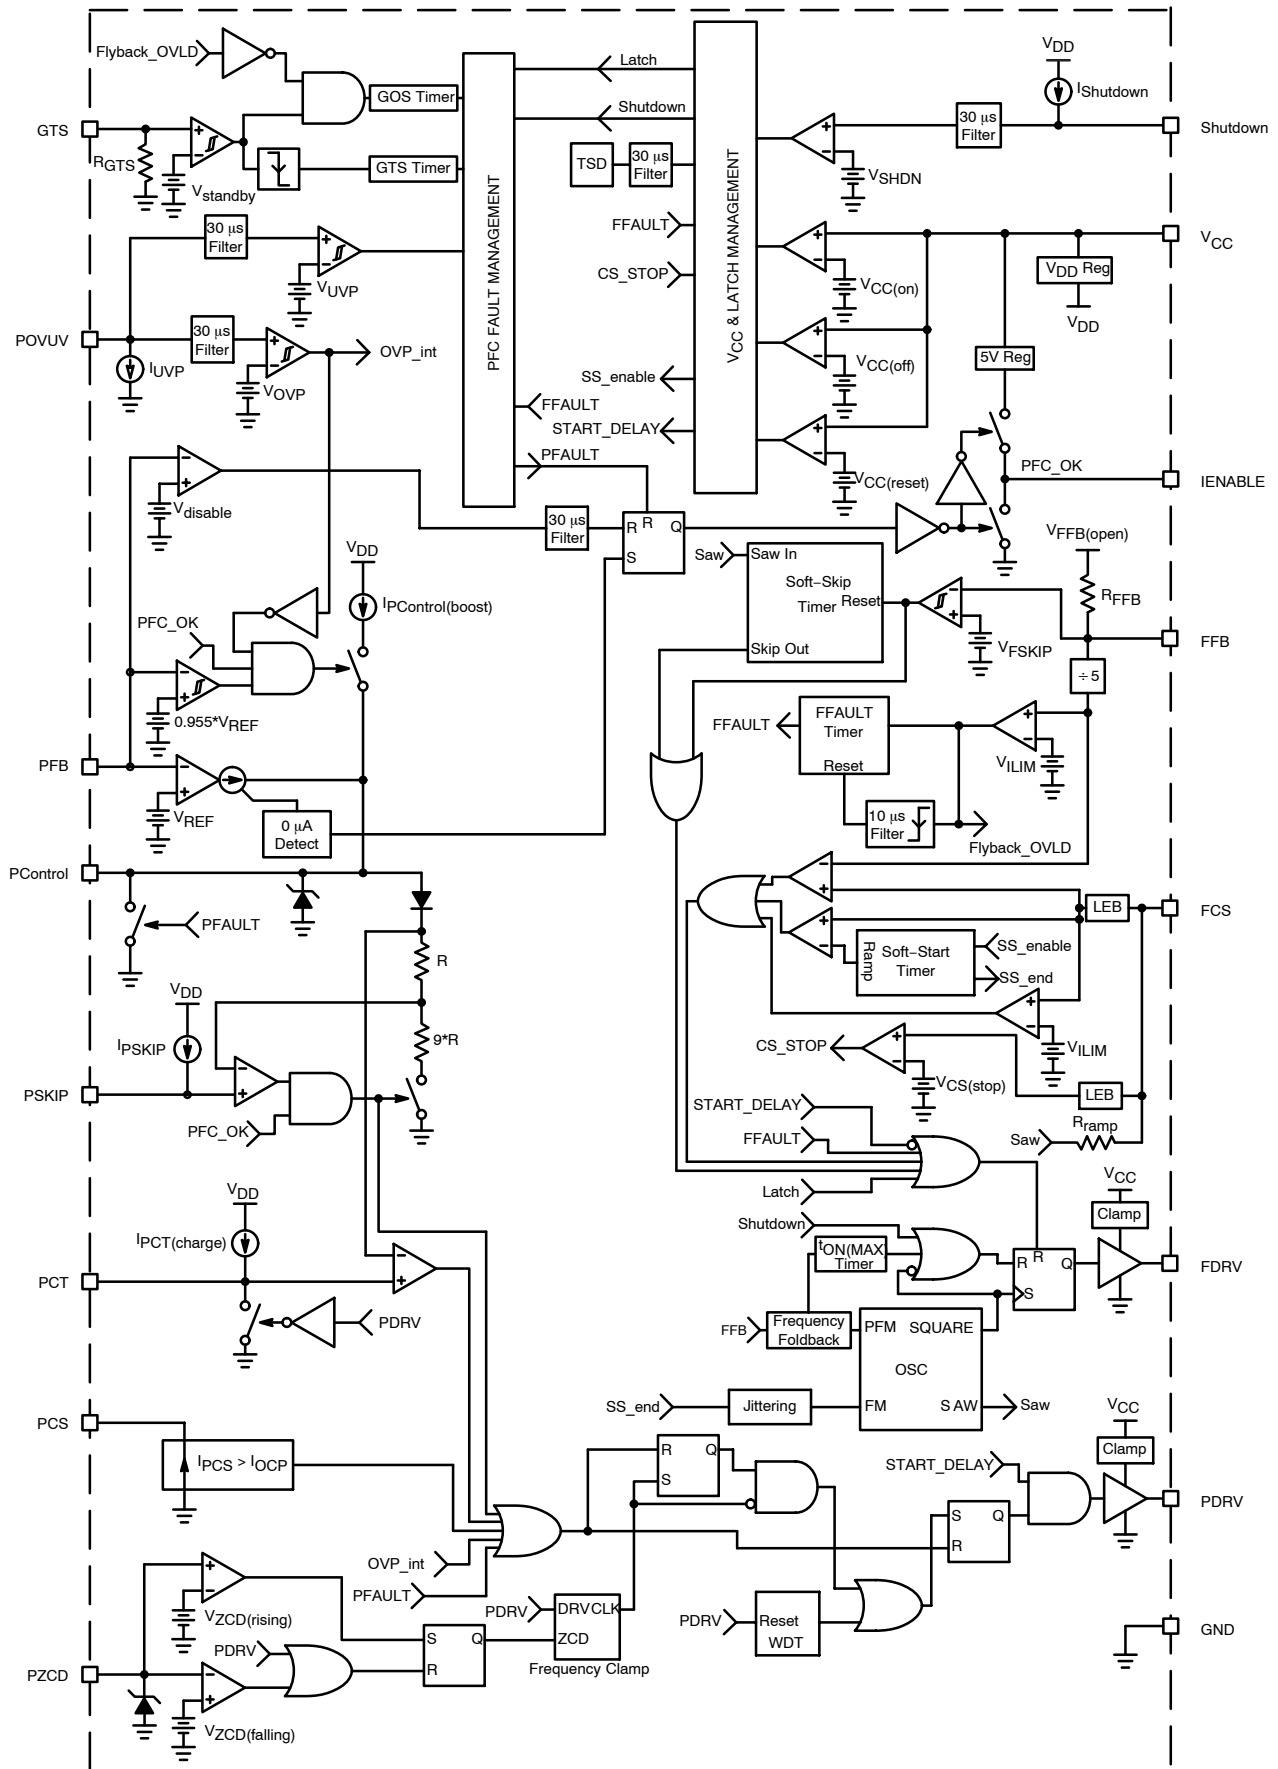 Flyback_OVLD
GOS Timer
GTS
RGTS
Vstandby
GTS Timer
PFC FAULT MANAGEMENT
Latch
Shutdown
TSD
30 μs
Filter
FFAULT
CS_STOP
SS_enable
START_DELAY
VCC & LATCH MANAGEMENT
VDD
IShutdown
30 μs
Filter
Shutdown
VSHDN
VCC
VCC(on)
VDD Reg
VDD
VCC(off)
5V Reg
VCC(reset)
PFC_OK
IENABLE
30 μs
Filter
VUVP
POVUV
30 μs
Filter
IUVP
VOVP
OVP_int
FFAULT
PFAULT
Vdisable
30 μs
Filter
R
R
Q
S
VDD
IPControl(boost)
PFC_OK
0.955*VREF
PFB
VREF
0 μA
Detect
Saw
Saw In
Soft–Skip
Timer
Reset
Skip Out
VFSKIP
VFFB(open)
RFFB
FFB
÷ 5
FFAULT
FFAULT
Timer
Reset
VILIM
10 μs
Filter
Flyback_OVLD
PControl
PFAULT
R
9*R
VDD
IPSKIP
PSKIP
PFC_OK
LEB
FCS
Ramp
Soft–Start
Timer
SS_enable
SS_end
VILIM
CS_STOP
VCS(stop)
LEB
Rramp
Saw
START_DELAY
FFAULT
Latch
Shutdown
tON(MAX)
Timer
VCC
Clamp
R
R
Q
S
FDRV
FFB
Frequency
Foldback
PFM
SQUARE
OSC
FM
S AW
Saw
SS_end
Jittering
VDD
IPCT(charge)
PCT
PDRV
PCS
IPCS > IOCP
R
Q
S
START_DELAY
VCC
Clamp
S
Q
R
PDRV
OVP_int
PFAULT
PDRV
DRV
CLK
ZCD
Frequency Clamp
PDRV
Reset
WDT
GND
VZCD(rising)
PDRV
S
Q
R
PZCD
VZCD(falling)